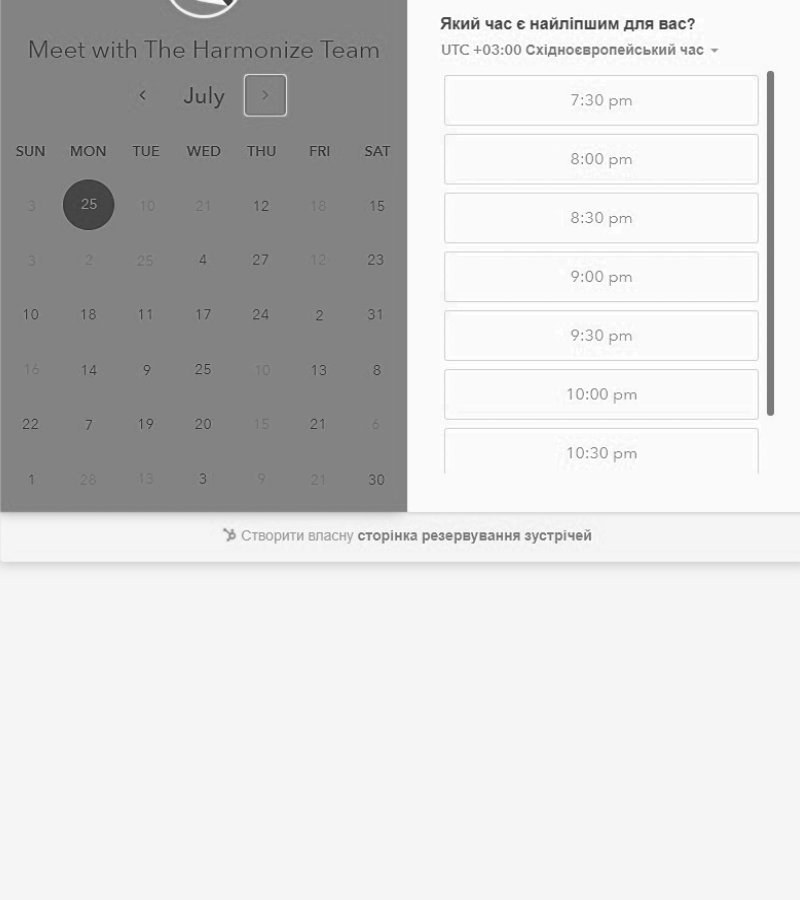 Meet with The Harmonize Team
July
SUN MON TUE WED THU FRI SAT
3 25 10 21 12 18 15
3 2 25 4 27 12 23
10 18 11 17 24 2 31
16 14 9 25 10 13 8
22 7 19 20 15 21 6
1 28 13 3 9 21 30
Який час є найліпшим для вас?
UTC +03:00 Східноєвропейський час
7:30 pm
8:00 pm
8:30 pm
9:00 pm
9:30 pm
10:00 pm
10:30 pm
Створити власну сторінка резервування зустрічей